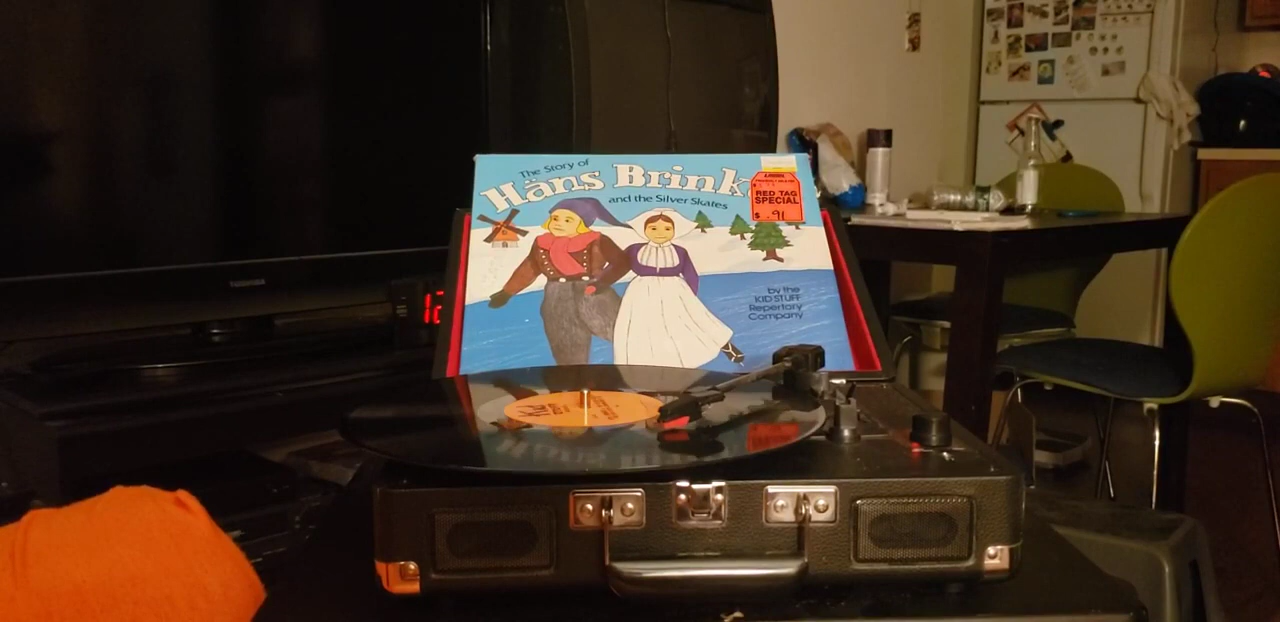 The Story of
Häns Brink
and the Silver Skates
RED TAG
SPECIAL
$ .91
by the
KID STUFF
Repertory
Company
12